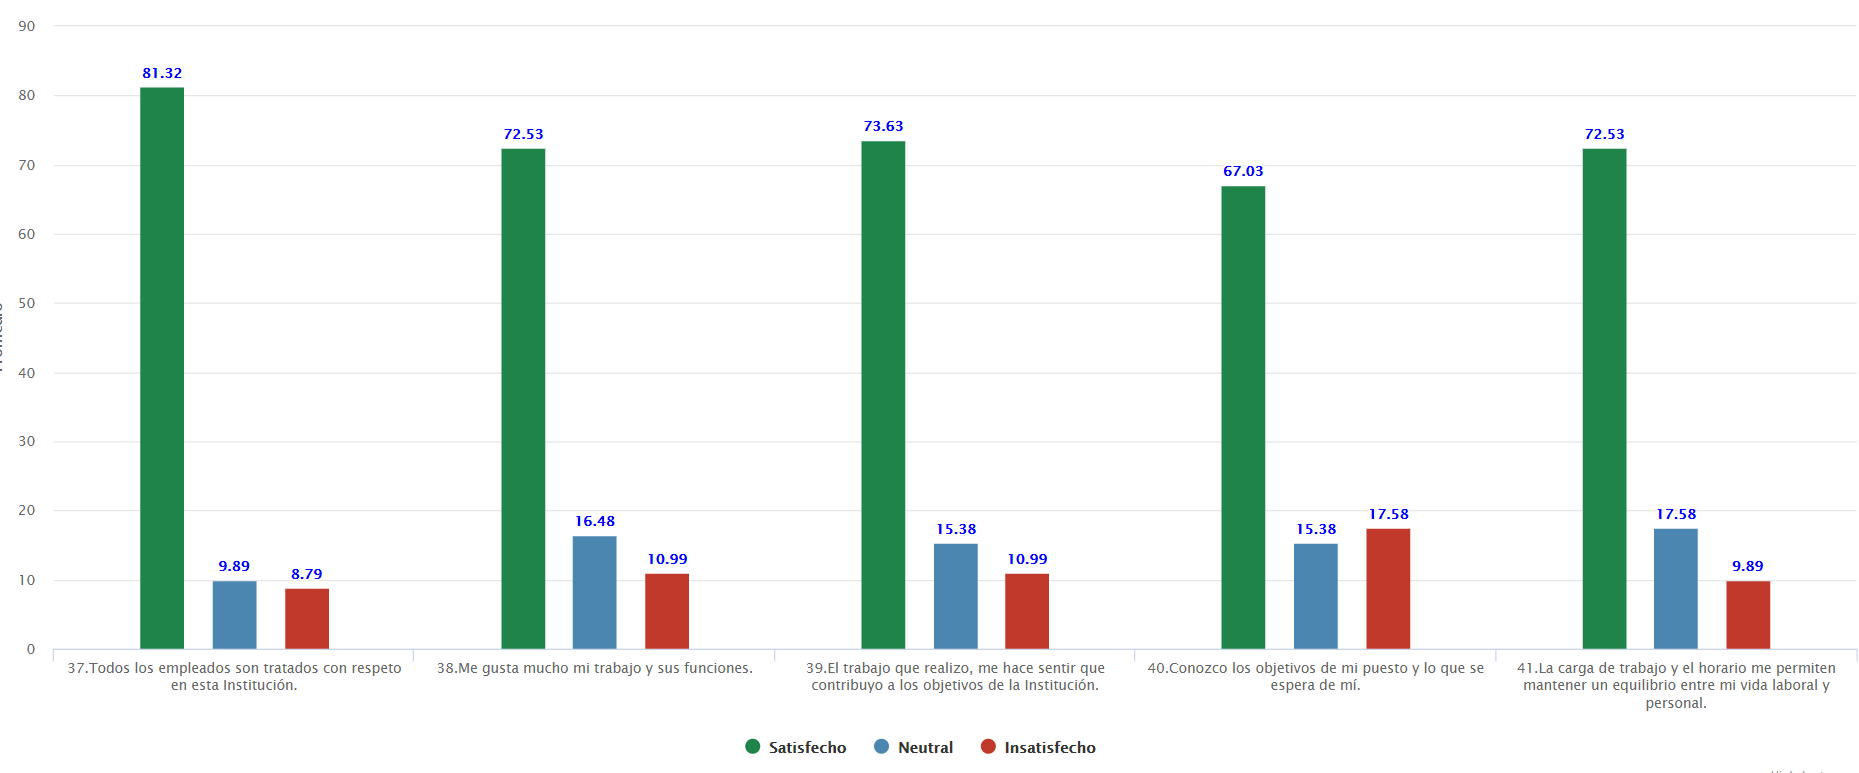 90
80
70
60
50
40
30
20
10
0
81.32
9.89
8.79
72.53
16.48
10.99
73.63
15.38
10.99
67.03
15.38
17.58
72.53
17.58
9.89
37.Todos los empleados son tratados con respeto
en esta Institución.
38.Me gusta mucho mi trabajo y sus funciones.
39.El trabajo que realizo, me hace sentir que
contribuyo a los objetivos de la Institución.
40.Conozco los objetivos de mi puesto y lo que se
espera de mí.
41.La carga de trabajo y el horario me permiten
mantener un equilibrio entre mi vida laboral y
personal.
Satisfecho
Neutral
Insatisfecho